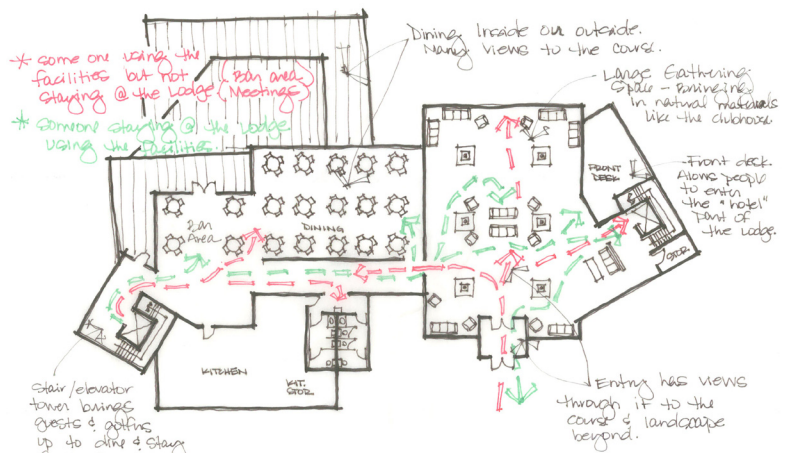 Dining Inside our outside.
Many views to the course.
* Some one using the
facilities but not
staying @ the Lodge
(Bar area)
(Meetings)
* Someone staying @ the Lodge
using the facilities.
Large Gathering
Space - Bringing
In natural materials
like the clubhouse
FRONT
DESK
-Front desk
Allows people
to enter
the "hotel"
part of
the Lodge.
Bar
Area
DINING
STOR.
KITCHEN
KIT.
STOR.
Stair/elevator
tower brings
guests & golfers
up to dine & stay
Entry has views
through it to the
course & landscape
beyond.